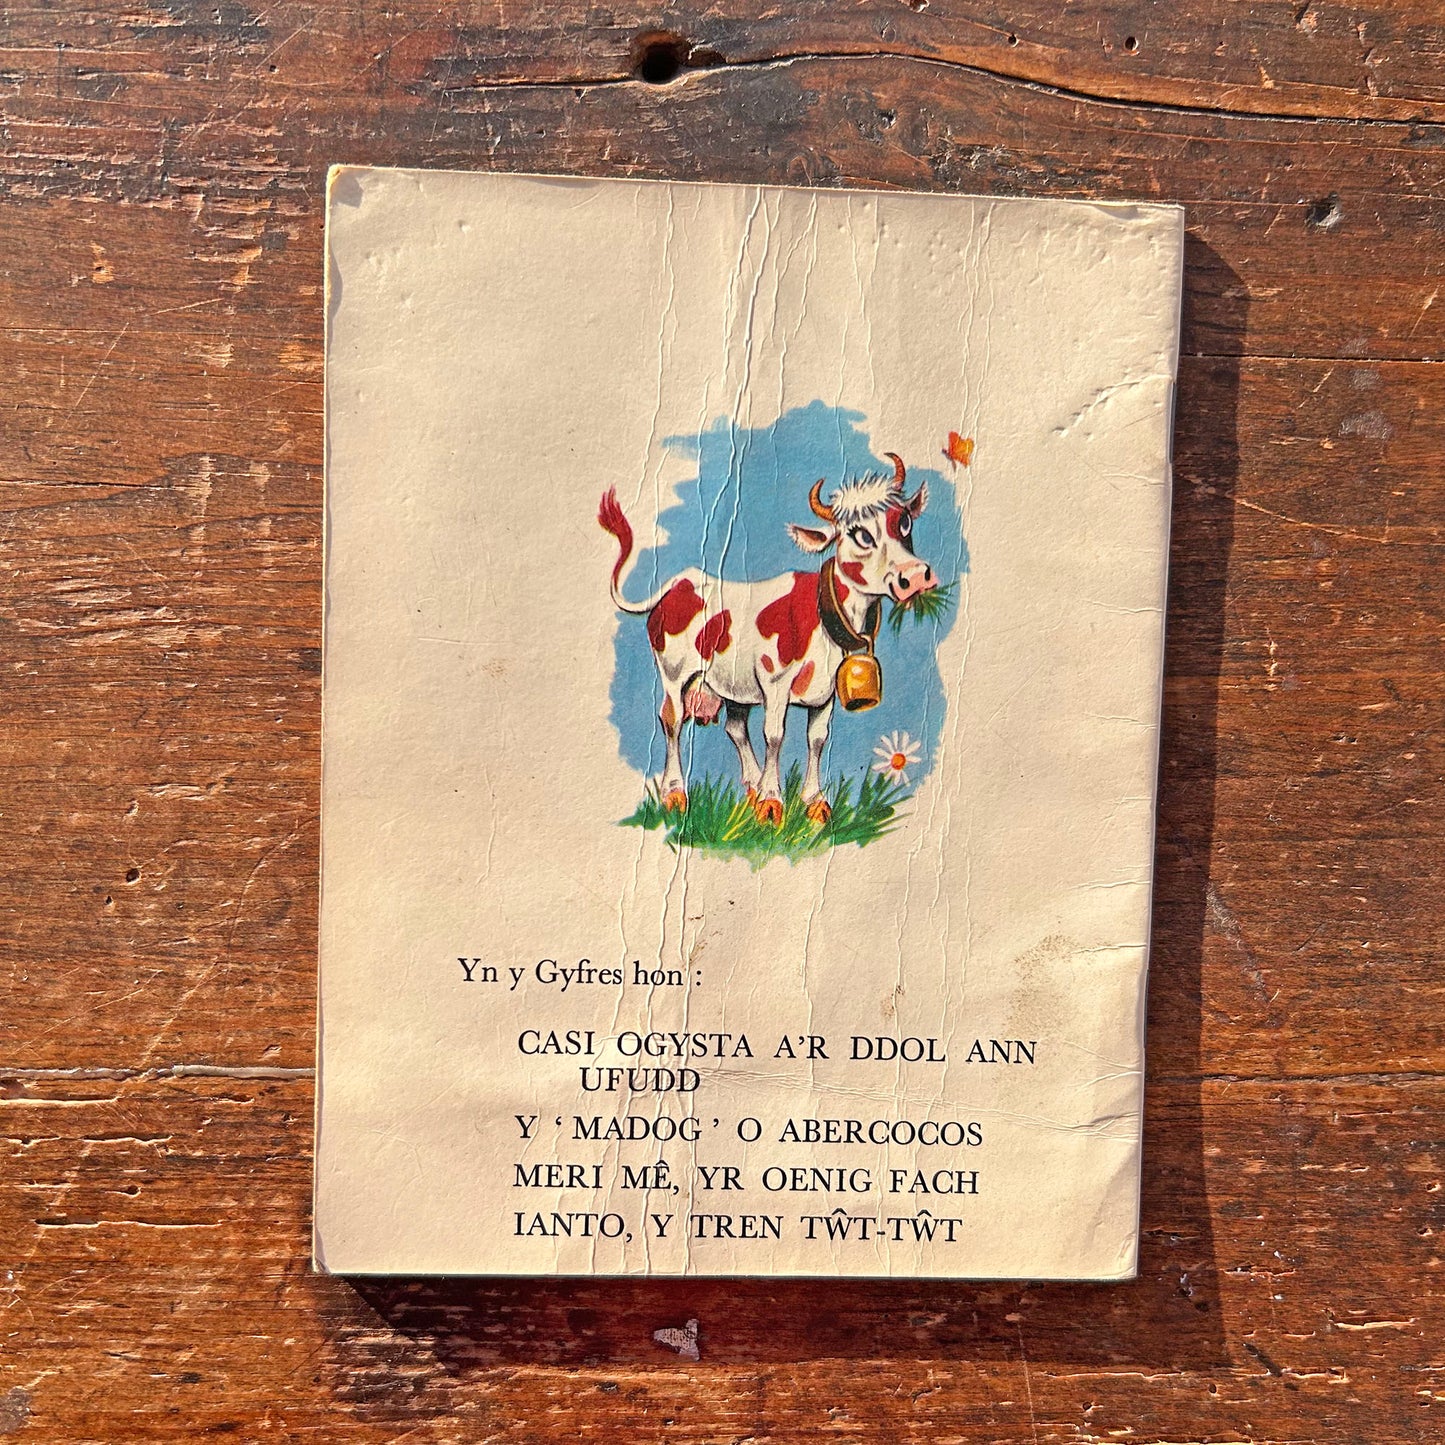 Yn y Gyfres hon :
CASI OGYSTA A’R DDOL ANN
UFUDD
Y ‘ MADOG ’ O ABERCOCOS
MERI MÊ, YR OENIG FACH
IANTO, Y TREN TŴT-TŴT